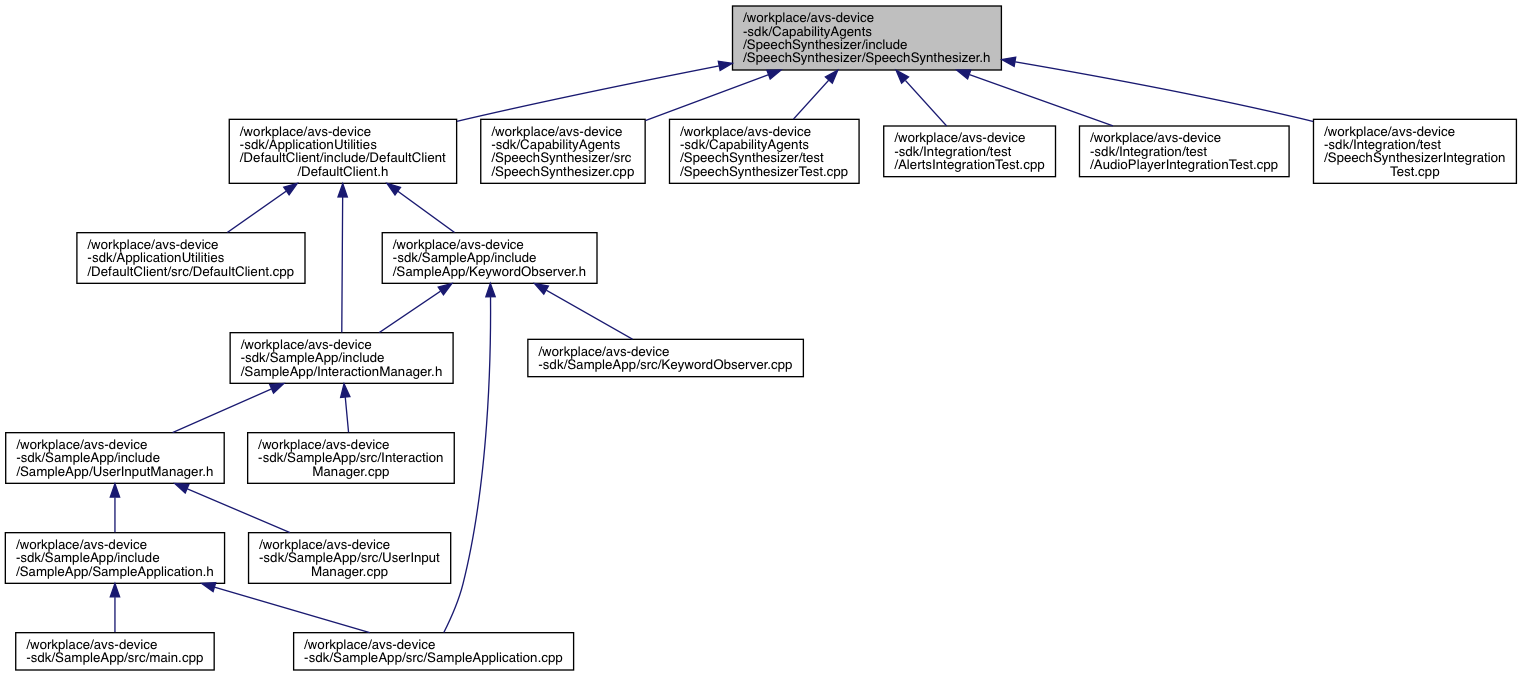 /workplace/avs-device
-sdk/CapabilityAgents
/SpeechSynthesizer/include
/SpeechSynthesizer/SpeechSynthesizer.h
/workplace/avs-device
-sdk/ApplicationUtilities
/DefaultClient/include/DefaultClient
/DefaultClient.h
/workplace/avs-device
-sdk/CapabilityAgents
/SpeechSynthesizer/src
/SpeechSynthesizer.cpp
/workplace/avs-device
-sdk/CapabilityAgents
/SpeechSynthesizer/test
/SpeechSynthesizerTest.cpp
/workplace/avs-device
-sdk/Integration/test
/AlertsIntegrationTest.cpp
/workplace/avs-device
-sdk/Integration/test
/AudioPlayerIntegrationTest.cpp
/workplace/avs-device
-sdk/Integration/test
/SpeechSynthesizerIntegration
Test.cpp
/workplace/avs-device
-sdk/ApplicationUtilities
/DefaultClient/src/DefaultClient.cpp
/workplace/avs-device
-sdk/SampleApp/include
/SampleApp/KeywordObserver.h
/workplace/avs-device
-sdk/SampleApp/include
/SampleApp/InteractionManager.h
/workplace/avs-device
-sdk/SampleApp/src/KeywordObserver.cpp
/workplace/avs-device
-sdk/SampleApp/include
/SampleApp/UserInputManager.h
/workplace/avs-device
-sdk/SampleApp/src/Interaction
Manager.cpp
/workplace/avs-device
-sdk/SampleApp/include
/SampleApp/SampleApplication.h
/workplace/avs-device
-sdk/SampleApp/src/UserInput
Manager.cpp
/workplace/avs-device
-sdk/SampleApp/src/main.cpp
/workplace/avs-device
-sdk/SampleApp/src/SampleApplication.cpp